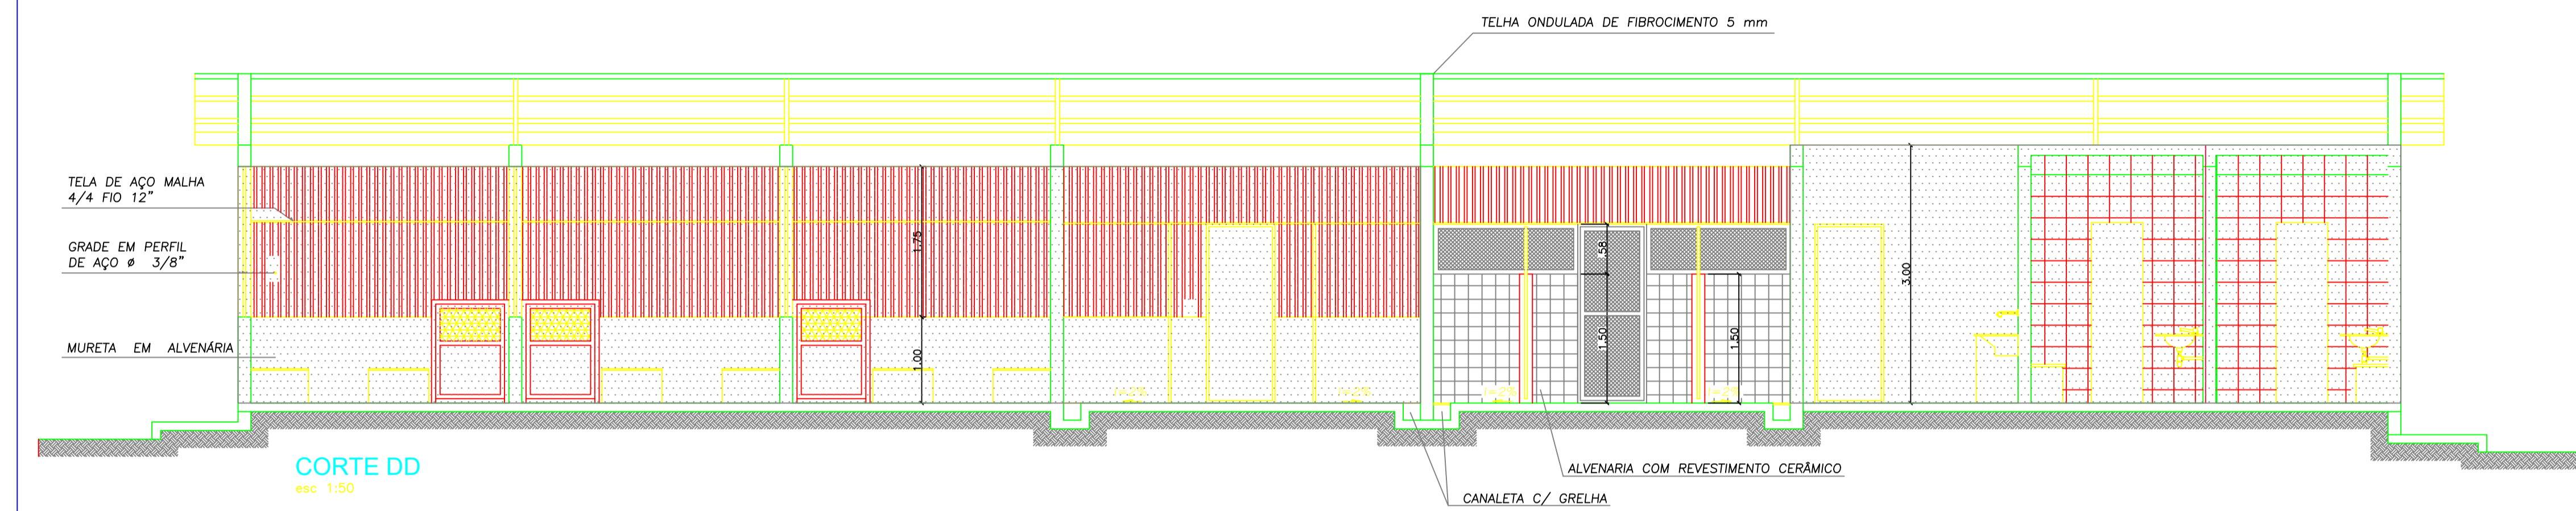 TELHA ONDULADA DE FIBROCIMENTO 5 mm
TELA DE AÇO MALHA
4/4 FIO 12"
GRADE EM PERFIL
DE AÇO ø 3/8"
MURETA EM ALVENÁRIA
1.75
1.00
.58
1.50
1.50
3.00
ALVENARIA COM REVESTIMENTO CERÂMICO
CANALETA C/ GRELHA
CORTE DD
esc 1:50